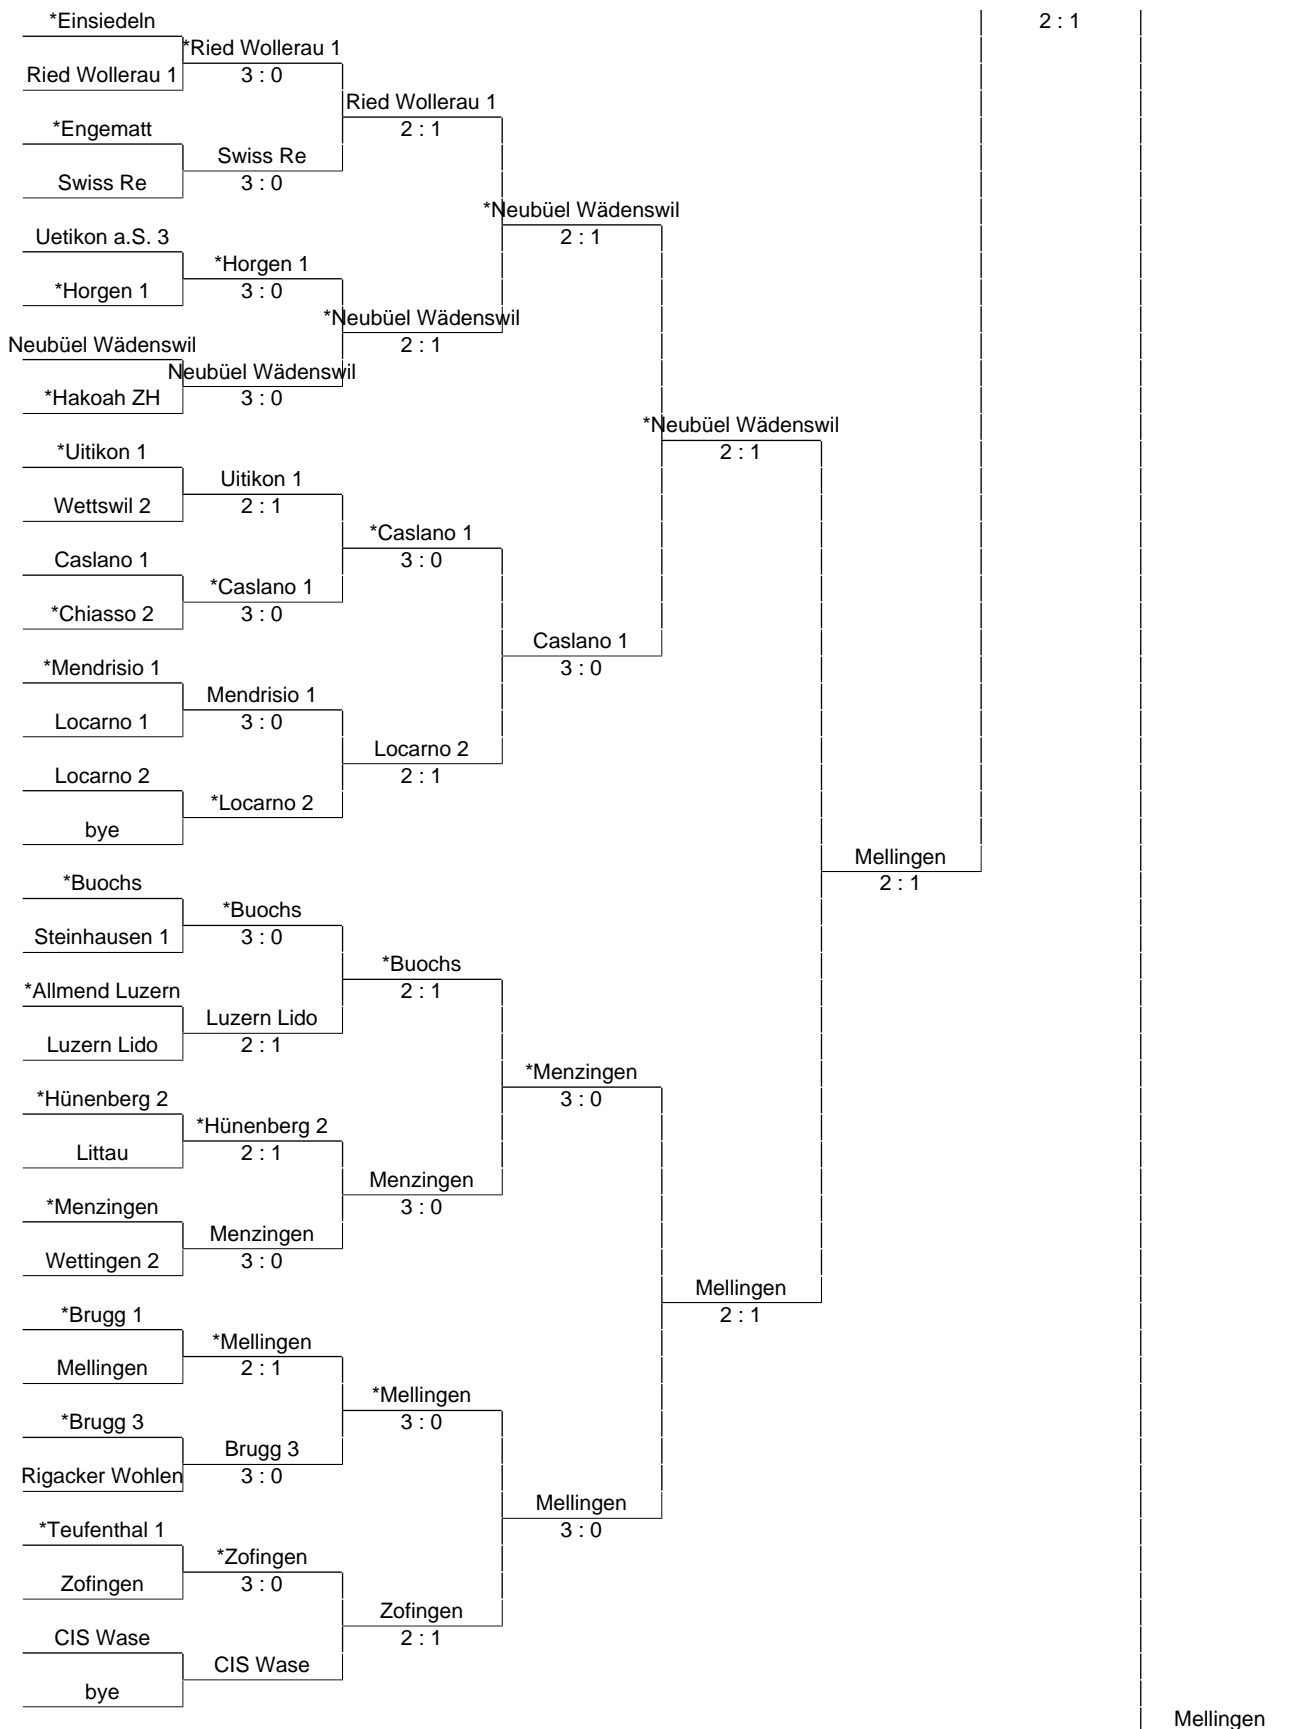 *Einsiedeln
2 : 1
*Ried Wollerau 1
Ried Wollerau 1
3 : 0
Ried Wollerau 1
*Engematt
2 : 1
Swiss Re
Swiss Re
3 : 0
*Neubüel Wädenswil
Uetikon a.S. 3
2 : 1
*Horgen 1
*Horgen 1
3 : 0
*Neubüel Wädenswil
Neubüel Wädenswil
2 : 1
Neubüel Wädenswil
*Hakoah ZH
3 : 0
*Neubüel Wädenswil
*Uitikon 1
2 : 1
Uitikon 1
Wettswil 2
2 : 1
*Caslano 1
Caslano 1
3 : 0
*Caslano 1
*Chiasso 2
3 : 0
Caslano 1
*Mendrisio 1
3 : 0
Mendrisio 1
Locarno 1
3 : 0
Locarno 2
Locarno 2
2 : 1
*Locarno 2
bye
Mellingen
*Buochs
2 : 1
*Buochs
Steinhausen 1
3 : 0
*Buochs
*Allmend Luzern
2 : 1
Luzern Lido
Luzern Lido
2 : 1
*Menzingen
*Hünenberg 2
3 : 0
*Hünenberg 2
Littau
2 : 1
Menzingen
*Menzingen
3 : 0
Menzingen
Wettingen 2
3 : 0
Mellingen
*Brugg 1
2 : 1
*Mellingen
Mellingen
2 : 1
*Mellingen
*Brugg 3
3 : 0
Brugg 3
Rigacker Wohlen
3 : 0
Mellingen
*Teufenthal 1
3 : 0
*Zofingen
Zofingen
3 : 0
Zofingen
CIS Wase
2 : 1
CIS Wase
bye
Mellingen